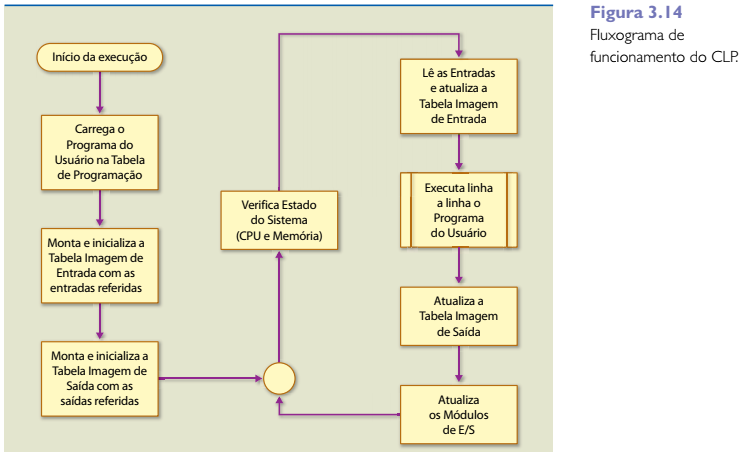 Início da execução
Carrega o
Programa do
Usuário na Tabela
de Programação
Monta e inicializa a
Tabela Imagem de
Entrada com as
entradas referidas
Monta e inicializa a
Tabela Imagem de
Saída com as
saídas referidas
Verifica Estado
do Sistema
(CPU e Memória)
Lê as Entradas
e atualiza a
Tabela Imagem
de Entrada
Executa linha
a linha o
Programa
do Usuário
Atualiza a
Tabela Imagem
de Saída
Atualiza
os Módulos
de E/S
Figura 3.14
Fluxograma de
funcionamento do CLP.